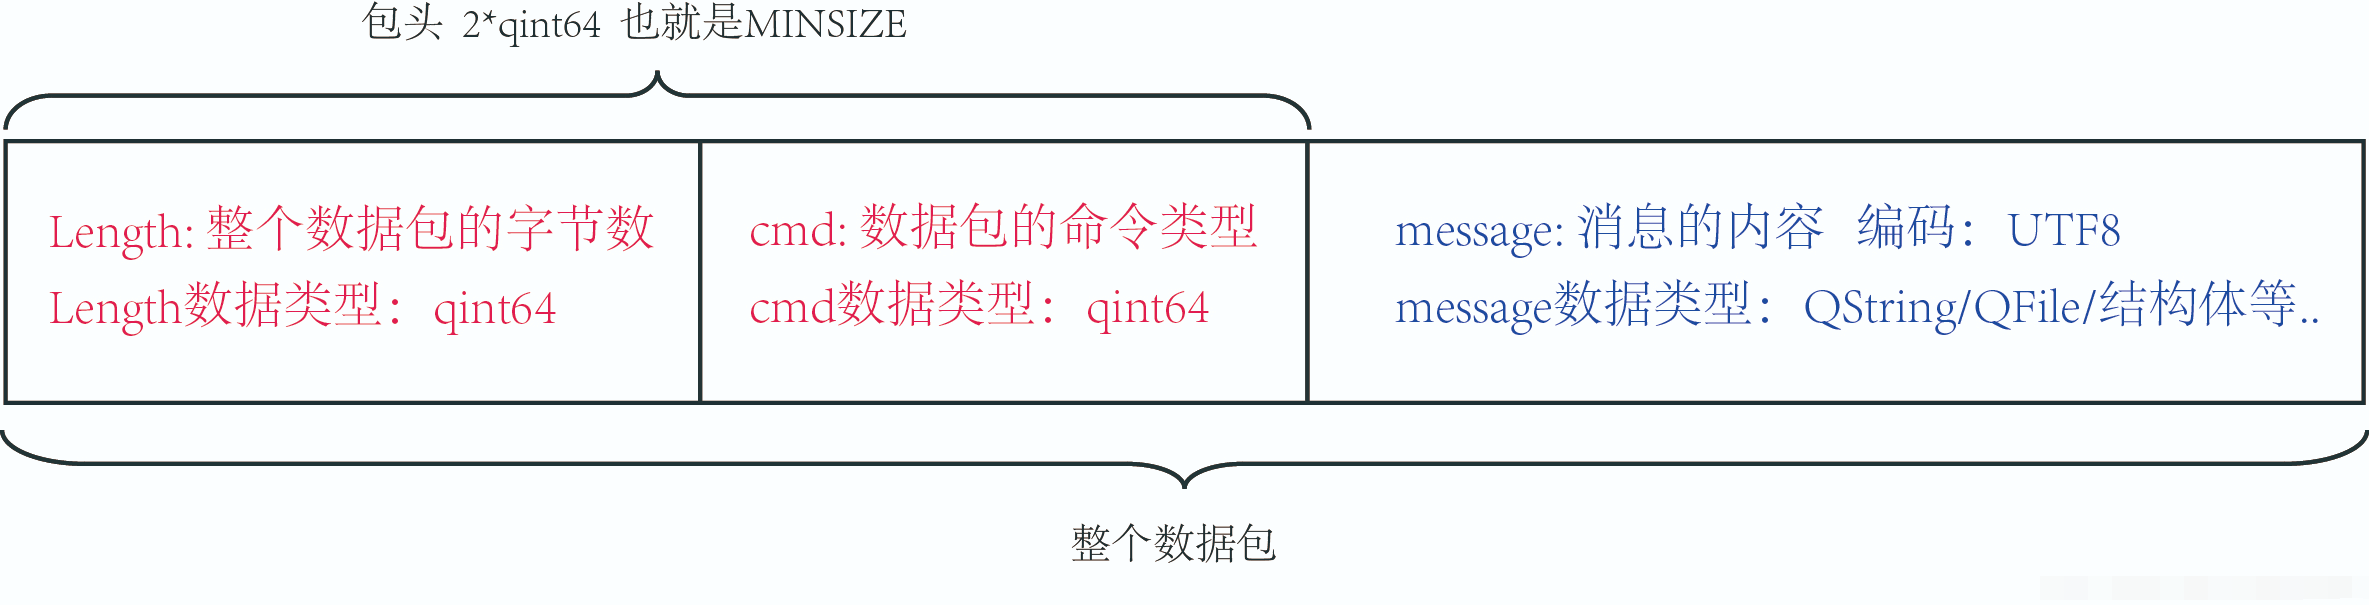 包头 2*qint64 也就是MINSIZE
Length: 整个数据包的字节数
Length数据类型：qint64
cmd: 数据包的命令类型
cmd数据类型：qint64
message: 消息的内容 编码：UTF8
message数据类型：QString/QFile/结构体等..
整个数据包